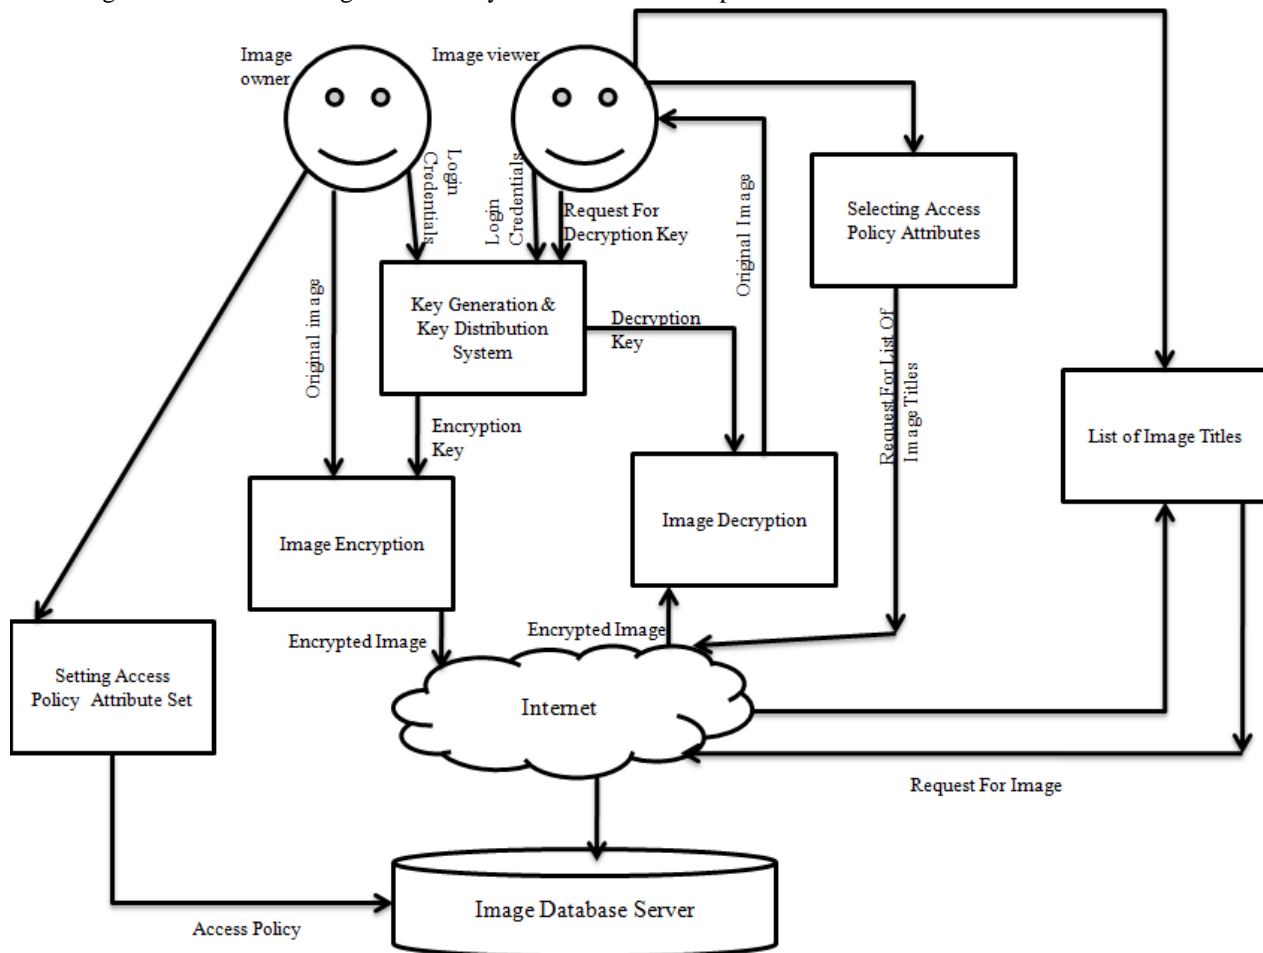 Image
owner
Image viewer
Login
Credentials
Login
Credentials
Request For
Decryption Key
Original Image
Selecting Access
Policy Attributes
Original image
Key Generation &
Key Distribution
System
Decryption
Key
Request For List Of
Image Titles
Encryption
Key
List of Image Titles
Image Encryption
Image Decryption
Encrypted Image
Encrypted Image
Setting Access
Policy Attribute Set
Internet
Request For Image
Image Database Server
Access Policy